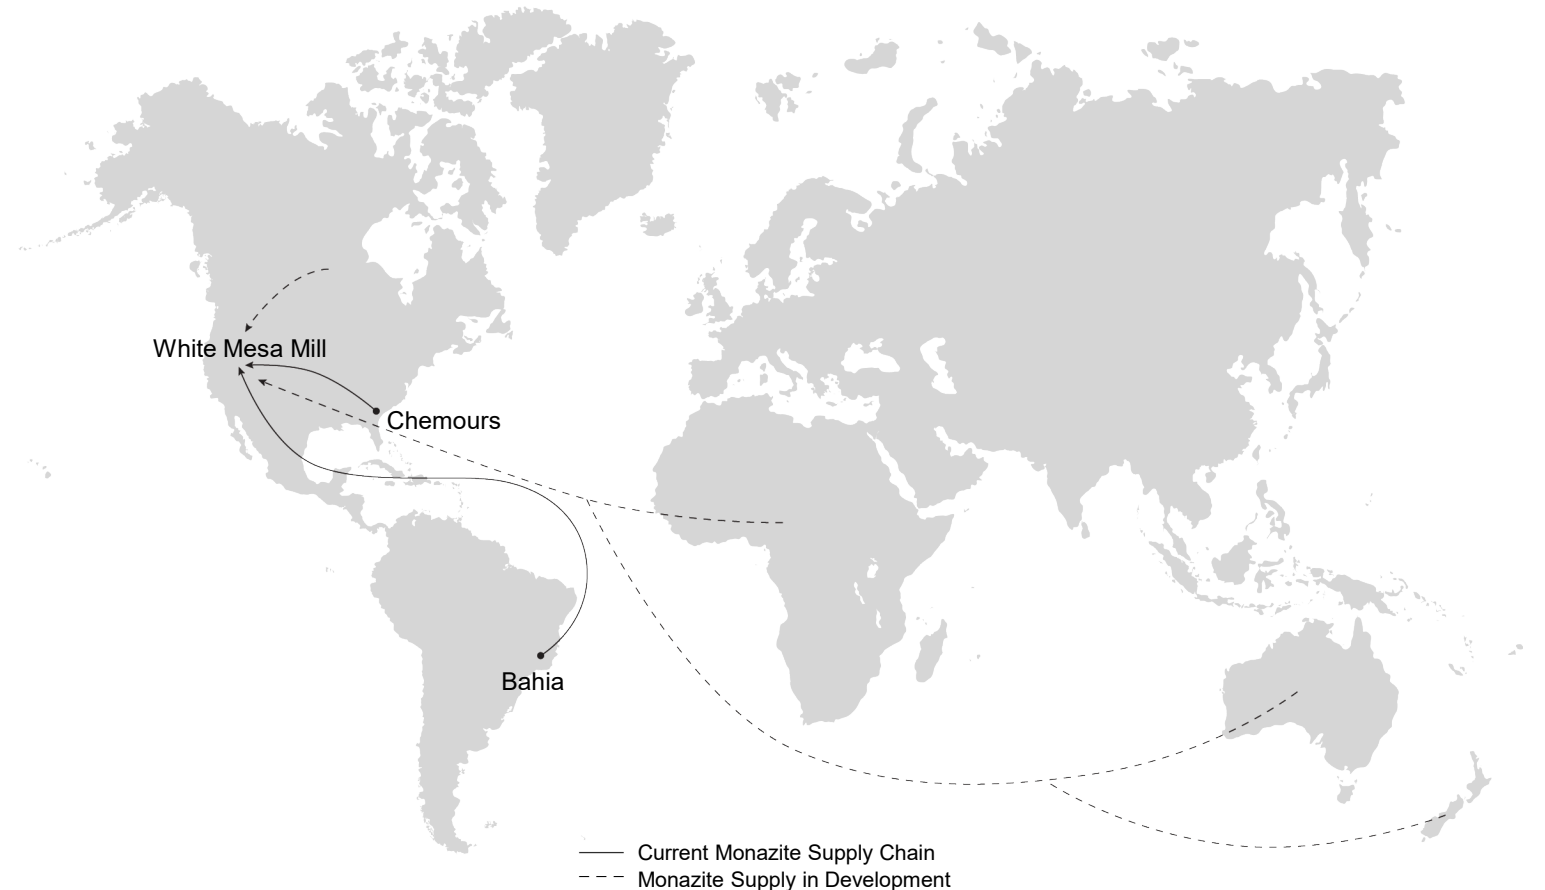 White Mesa Mill
Chemours
Bahia
Current Monazite Supply Chain
Monazite Supply in Development